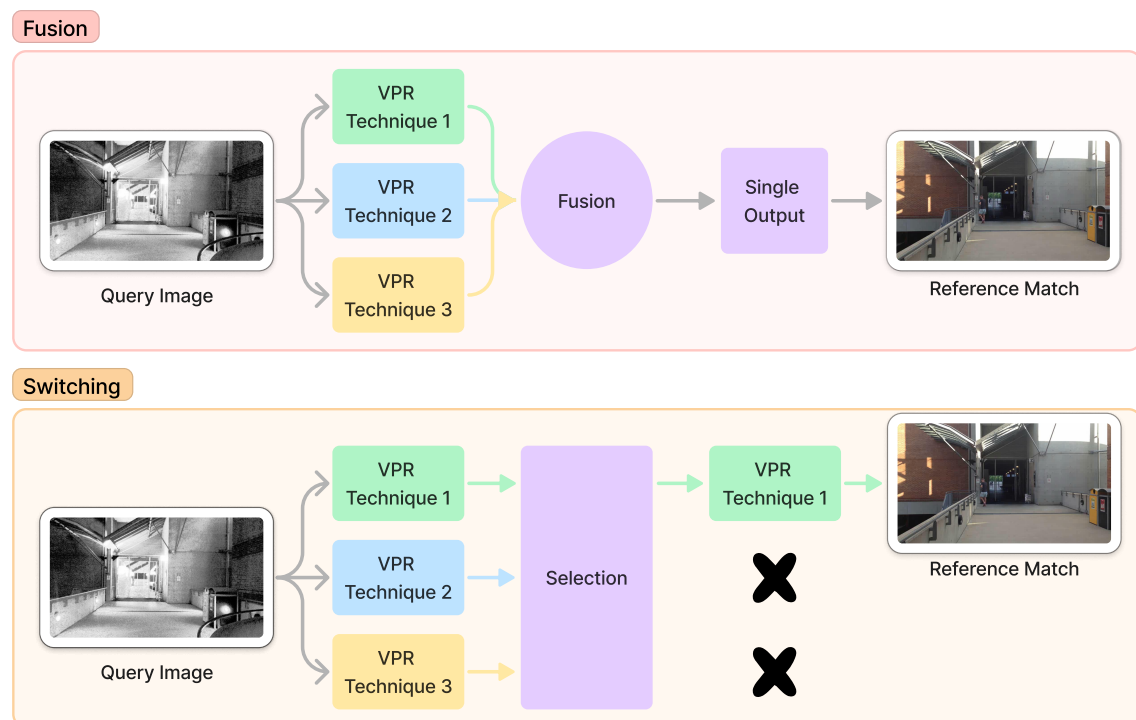 Fusion
VPR
Technique 1
VPR
Technique 2
VPR
Technique 3
Query Image
Fusion
Single
Output
Reference Match
Switching
VPR
Technique 1
VPR
Technique 2
VPR
Technique 3
Query Image
Selection
VPR
Technique 1
Reference Match